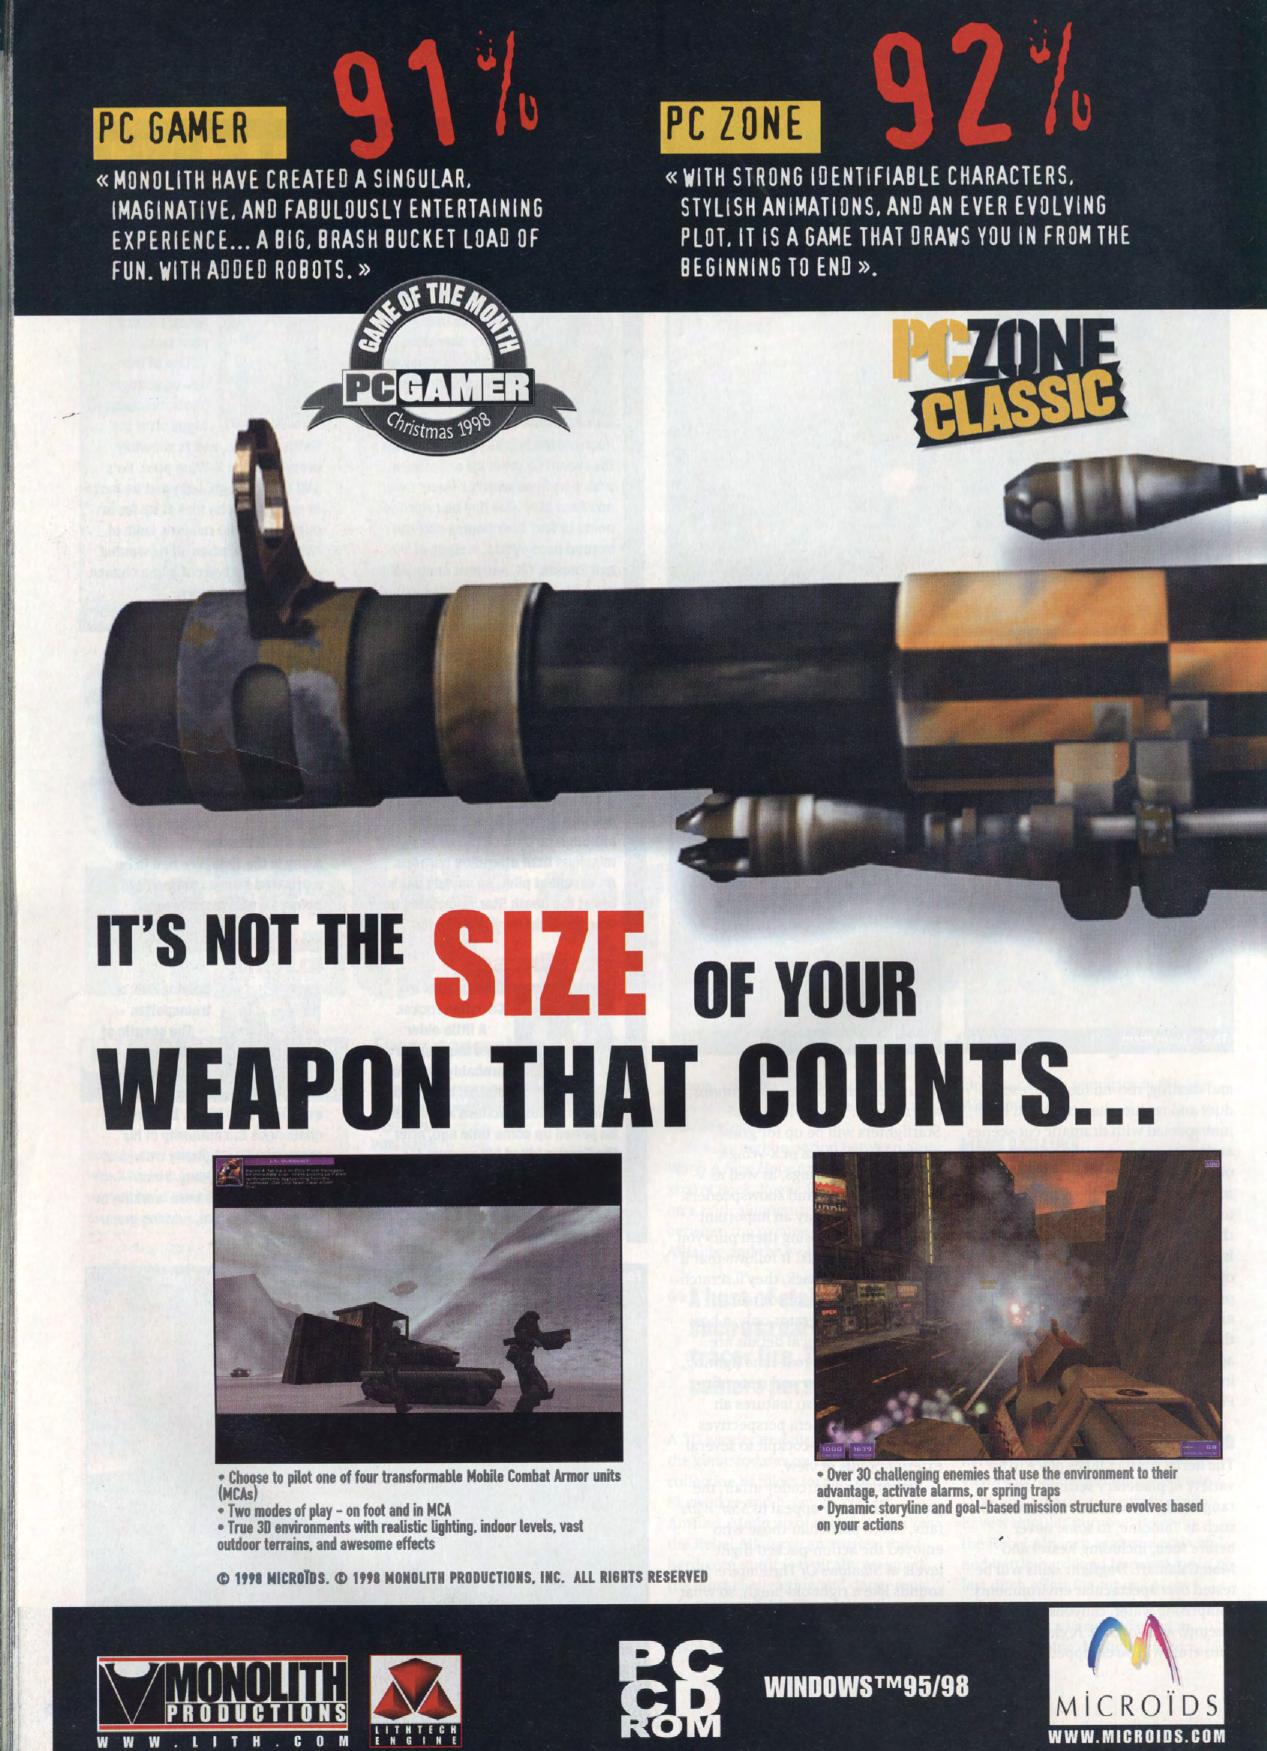 91%
92%
PC GAMER
PC ZONE
« MONOLITH HAVE CREATED A SINGULAR,
IMAGINATIVE, AND FABULOUSLY ENTERTAINING
EXPERIENCE... A BIG, BRASH BUCKET LOAD OF
FUN. WITH ADDED ROBOTS. »
« WITH STRONG IDENTIFIABLE CHARACTERS,
STYLISH ANIMATIONS, AND AN EVER EVOLVING
PLOT, IT IS A GAME THAT DRAWS YOU IN FROM THE
BEGINNING TO END ».
GAME OF THE MONTH
PCGAMER
Christmas 1998
PCZONE
CLASSIC
IT'S NOT THE SIZE OF YOUR
WEAPON THAT COUNTS...
• Choose to pilot one of four transformable Mobile Combat Armor units
(MCAs)
• Two modes of play – on foot and in MCA
• True 3D environments with realistic lighting, indoor levels, vast
outdoor terrains, and awesome effects
• Over 30 challenging enemies that use the environment to their
advantage, activate alarms, or spring traps
• Dynamic storyline and goal-based mission structure evolves based
on your actions
© 1998 MICROÏDS. © 1998 MONOLITH PRODUCTIONS, INC. ALL RIGHTS RESERVED
MONOLITH
PRODUCTIONS
WWW.LITH.COM
LITHTECH
ENGINE
PC
CD
ROM
WINDOWS™95/98
MICROÏDS
WWW.MICROIDS.COM